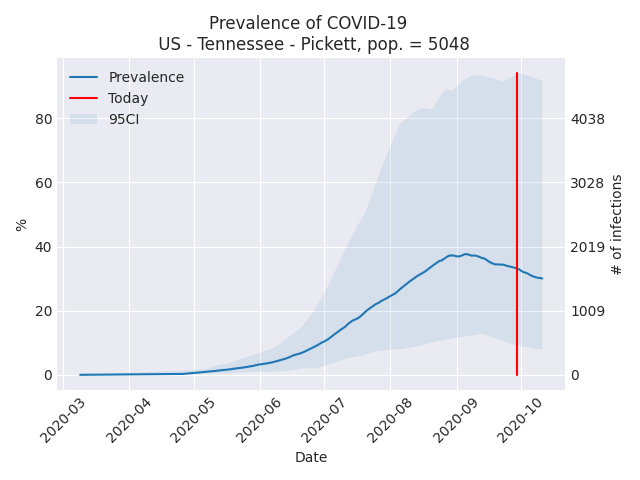 Prevalence of COVID-19
US - Tennessee - Pickett, pop. = 5048
Prevalence
Today
95CI
%
80
60
40
20
0
4038
3028
2019
1009
0
# of infections
2020-03
2020-04
2020-05
2020-06
2020-07
2020-08
2020-09
2020-10
Date